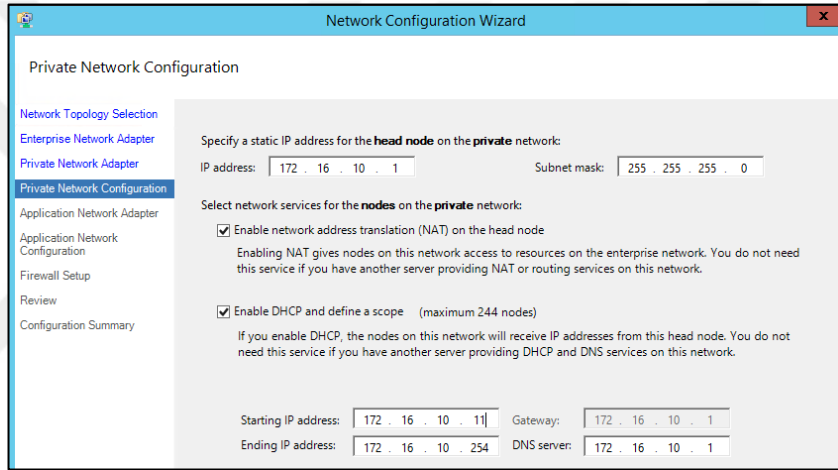 Network Configuration Wizard
x
Private Network Configuration
Network Topology Selection
Enterprise Network Adapter
Private Network Adapter
Private Network Configuration
Application Network Adapter
Application Network
Configuration
Firewall Setup
Review
Configuration Summary
Specify a static IP address for the head node on the private network:
IP address: 172 . 16 . 10 . 1 Subnet mask: 255 . 255 . 255 . 0
Select network services for the nodes on the private network:
Enable network address translation (NAT) on the head node
Enabling NAT gives nodes on this network access to resources on the enterprise network. You do not need
this service if you have another server providing NAT or routing services on this network.
Enable DHCP and define a scope (maximum 244 nodes)
If you enable DHCP, the nodes on this network will receive IP addresses from this head node. You do not
need this service if you have another server providing DHCP and DNS services on this network.
Starting IP address: 172 . 16 . 10 . 11 Gateway: 172 . 16 . 10 . 1
Ending IP address: 172 . 16 . 10 . 254 DNS server: 172 . 16 . 10 . 1